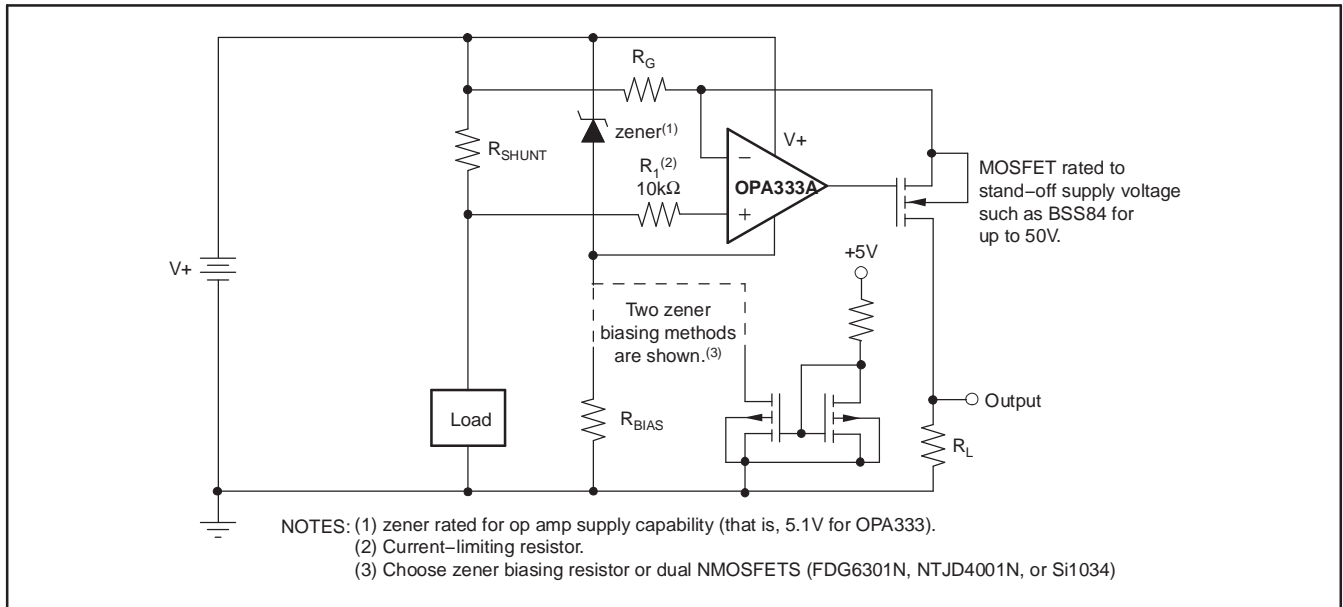 R_G
zener(1)
V+
R_SHUNT
R_1(2)
10kΩ
−
OPA333A
+
MOSFET rated to
stand−off supply voltage
such as BSS84 for
up to 50V.
+5V
V+
Two zener
biasing methods
are shown.(3)
Load
R_BIAS
Output
R_L
NOTES: (1) zener rated for op amp supply capability (that is, 5.1V for OPA333).
(2) Current−limiting resistor.
(3) Choose zener biasing resistor or dual NMOSFETS (FDG6301N, NTJD4001N, or Si1034)